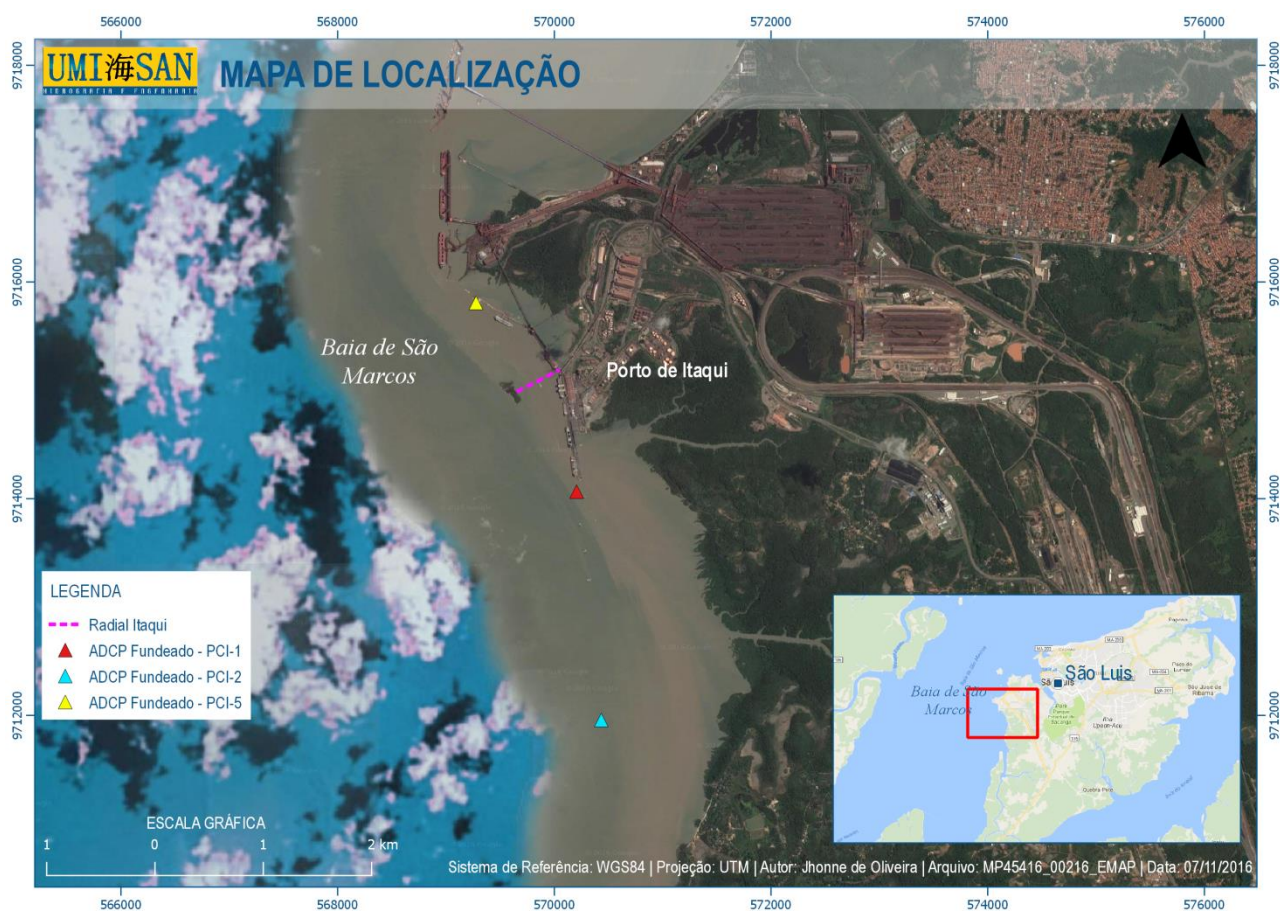 566000
568000
570000
572000
574000
576000
9718000
9718000
UMI海SAN
HIDROGRAFIA E ENGENHARIA
MAPA DE LOCALIZAÇÃO
9716000
9716000
Baia de São
Marcos
Pòrto de Itaqui
9714000
9714000
LEGENDA
Radial Itaqui
ADCP Fundeado - PCI-1
ADCP Fundeado - PCI-2
ADCP Fundeado - PCI-5
São Luis
Baia de São
Marcos
9712000
9712000
ESCALA GRÁFICA
1
0
1
2 km
Sistema de Referência: WGS84 | Projeção: UTM | Autor: Jhonne de Oliveira | Arquivo: MP45416_00216_EMAP | Data: 07/11/2016
566000
568000
570000
572000
574000
576000